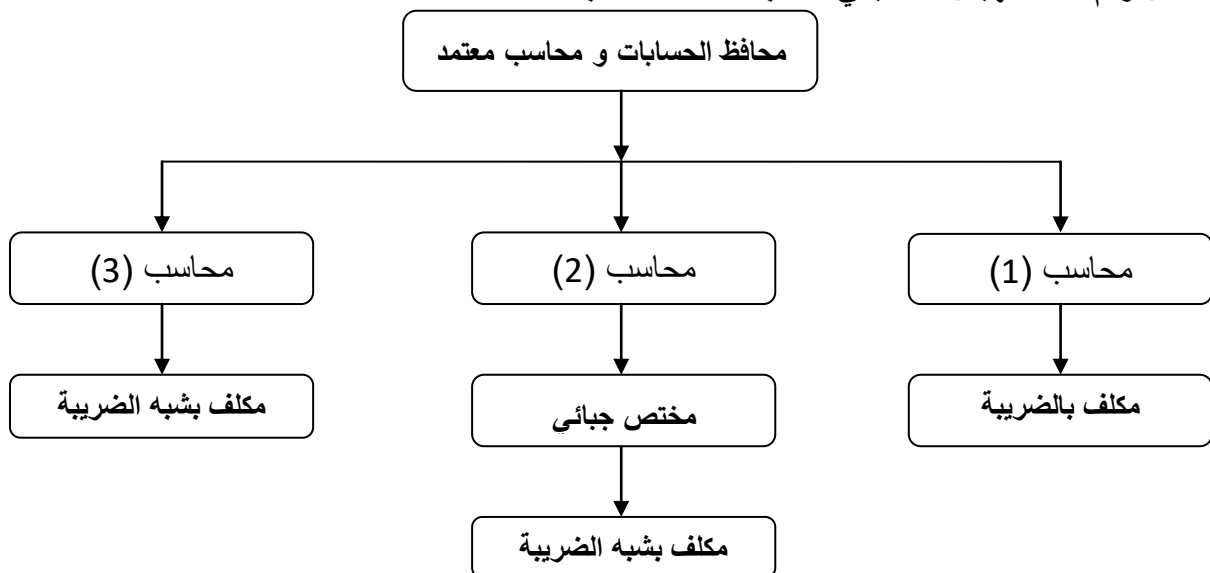 محافظ الحسابات و محاسب معتمد
محاسب (1)
محاسب (2)
محاسب (3)
مكلف بالضريبة
مختص جبائي
مكلف بشبه الضريبة
مكلف بشبه الضريبة